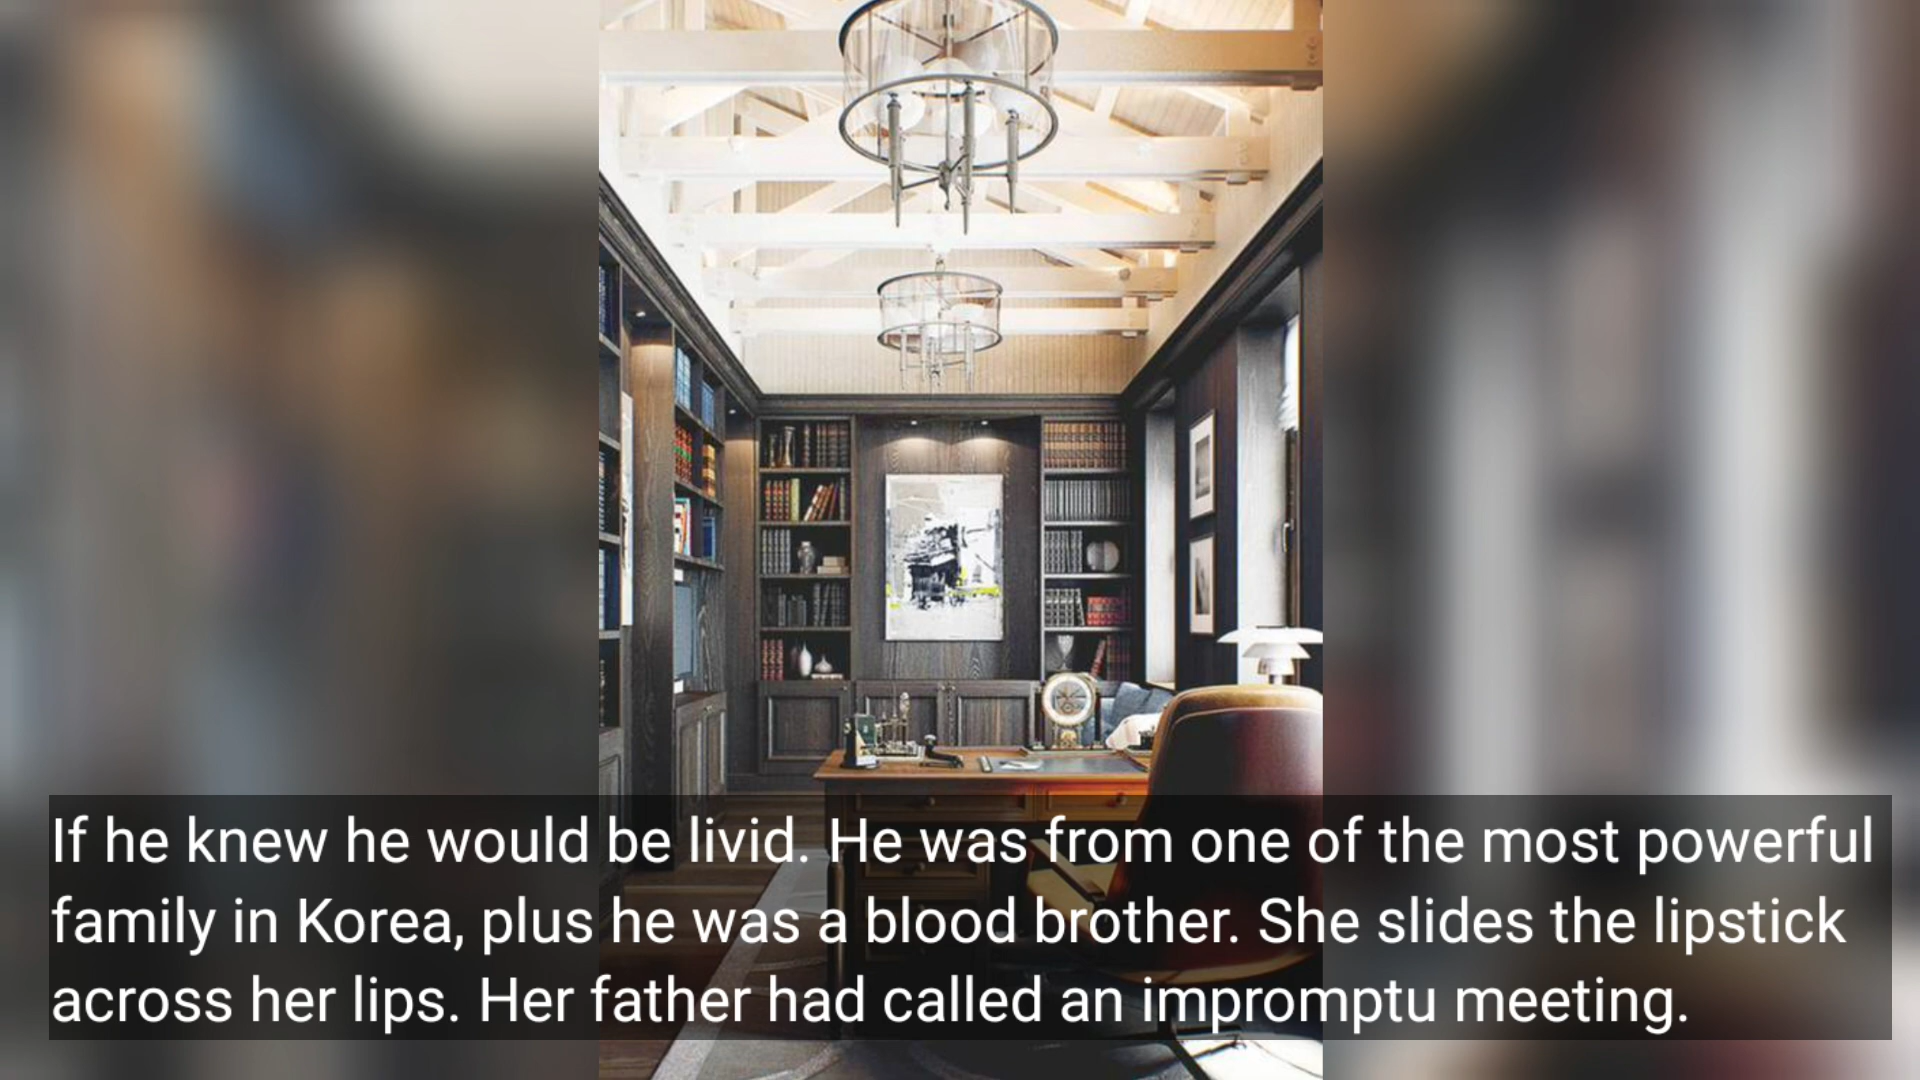 If he knew he would be livid. He was from one of the most powerful
family in Korea, plus he was a blood brother. She slides the lipstick
across her lips. Her father had called an impromptu meeting.